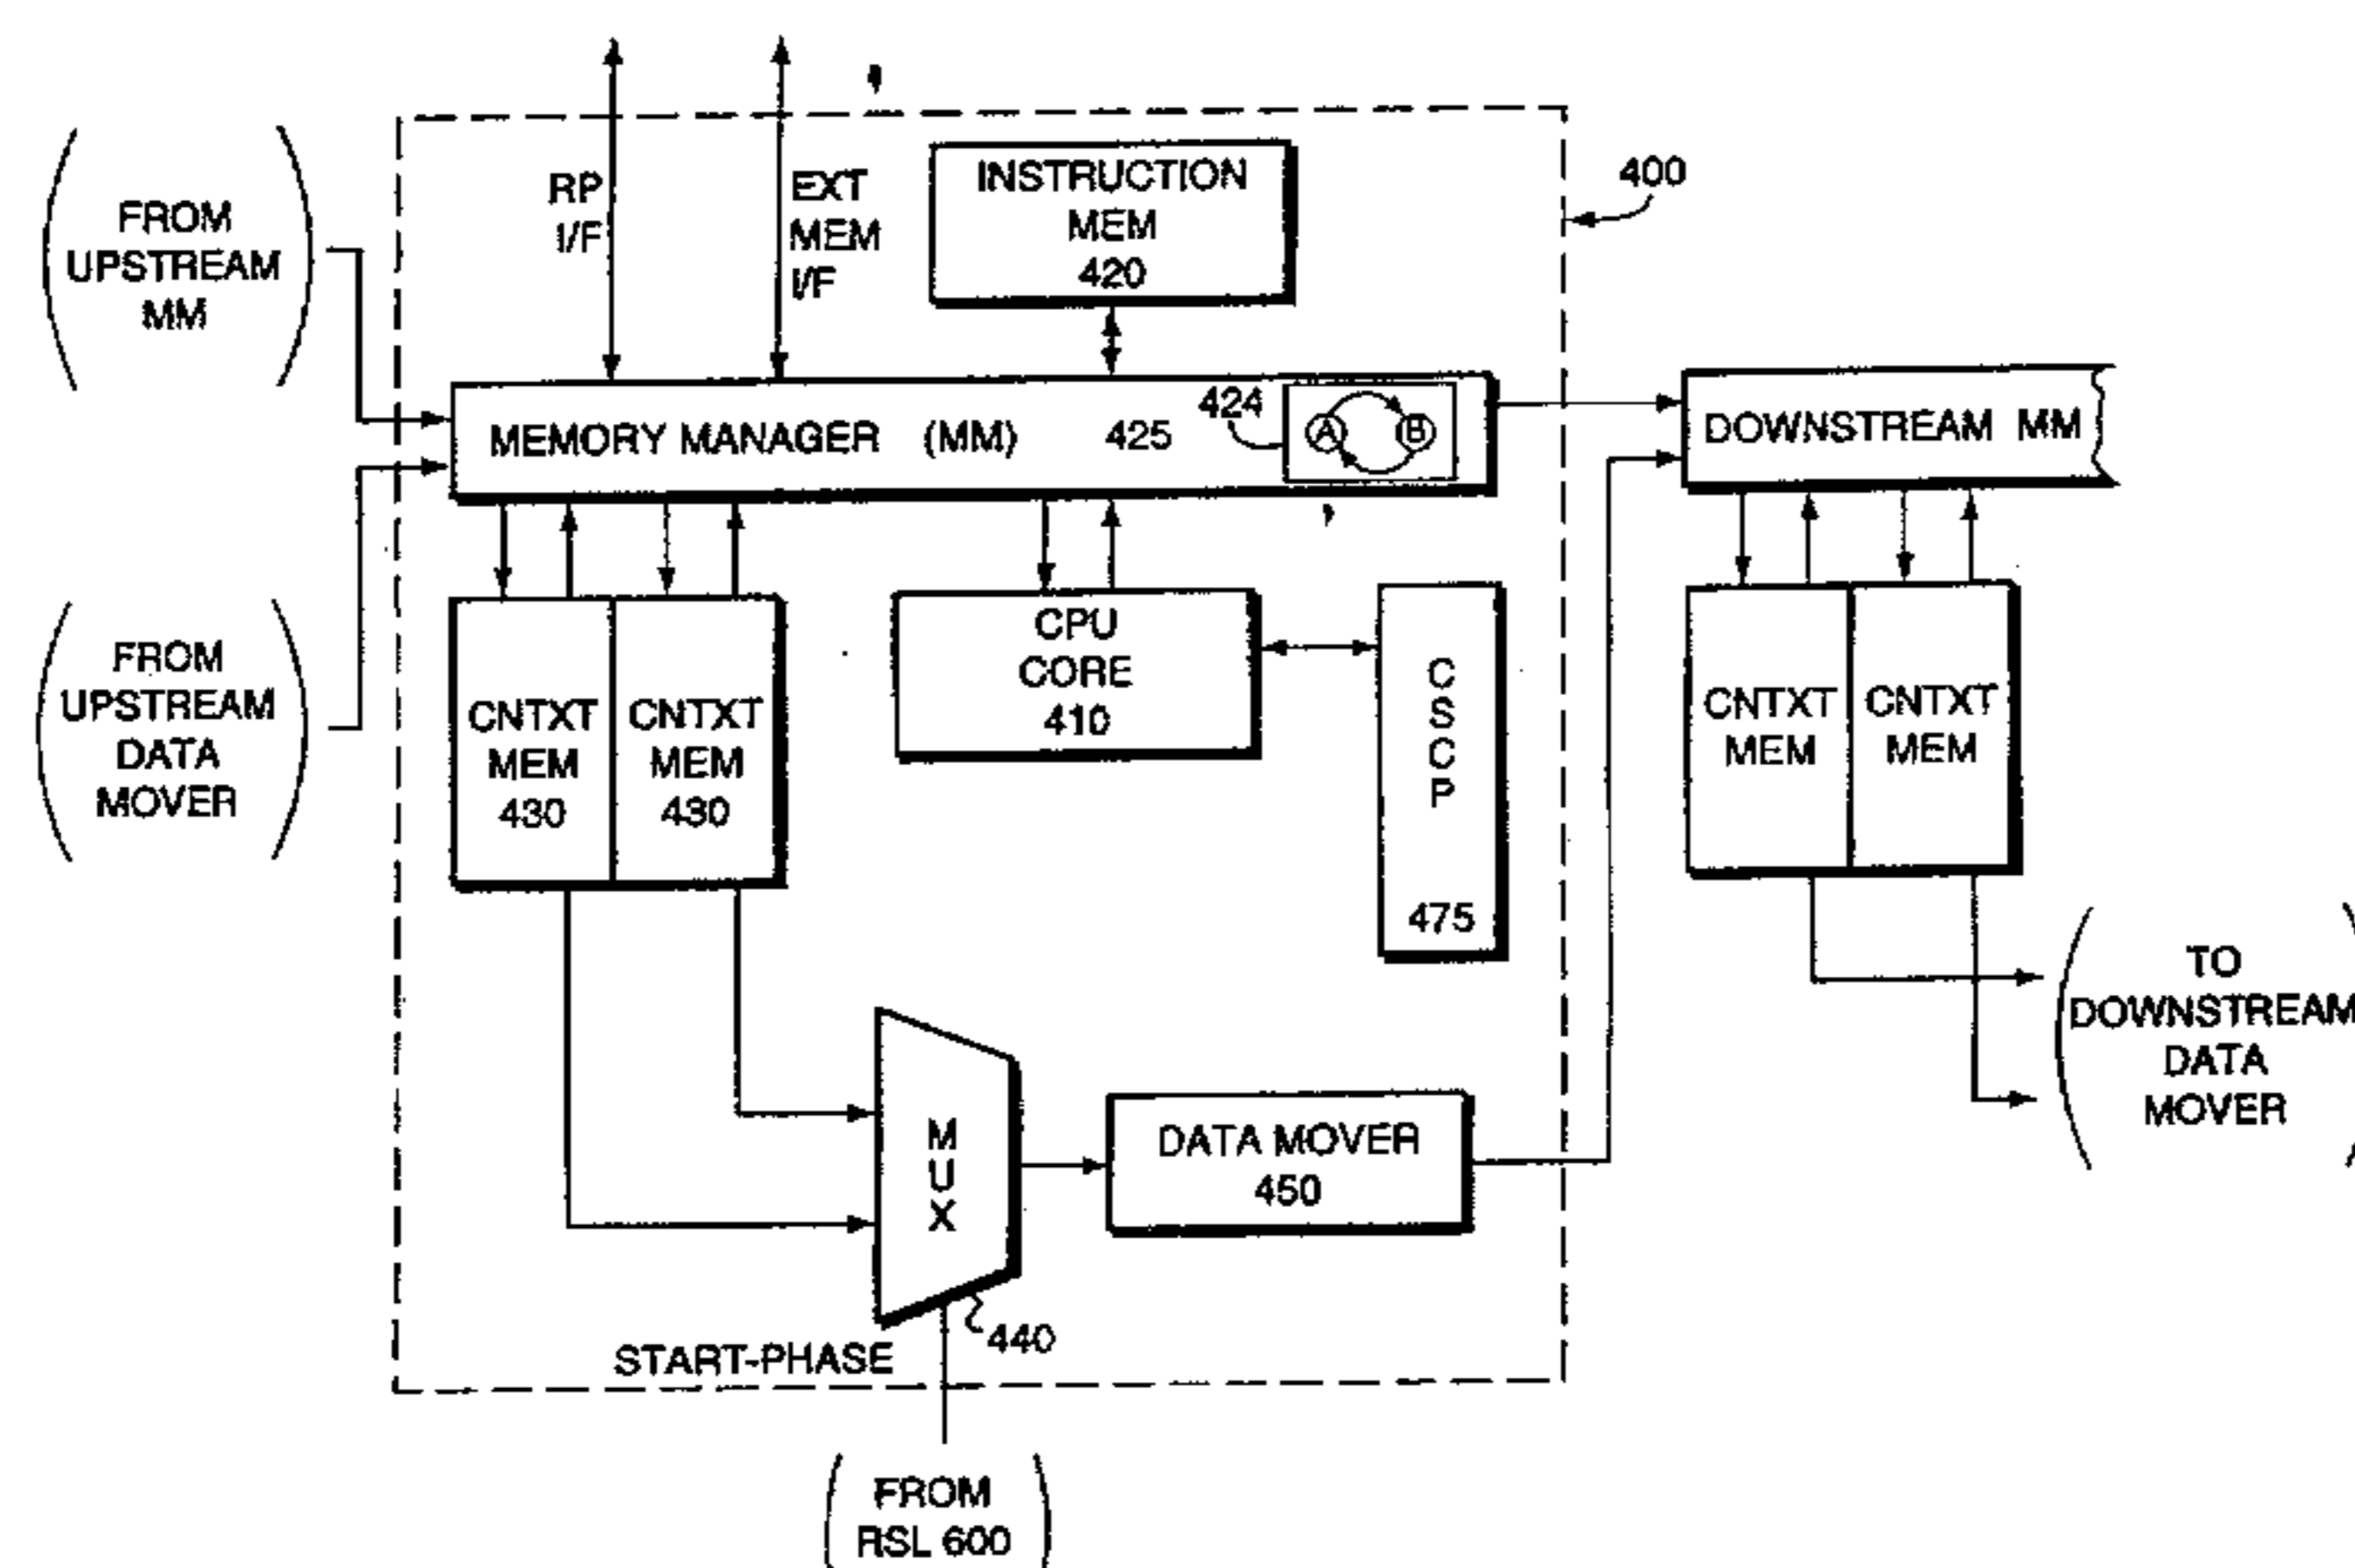 FROM
UPSTREAM
MM
RP
I/F
EXT
MEM
I/F
INSTRUCTION
MEM
420
400
MEMORY MANAGER (MM) 425
424
A B
DOWNSTREAM MM
FROM
UPSTREAM
DATA
MOVER
CNTXT
MEM
430
CNTXT
MEM
430
CPU
CORE
410
C
S
C
P
475
CNTXT
MEM
CNTXT
MEM
TO
DOWNSTREAM
DATA
MOVER
M
U
X
440
DATA MOVER
450
START-PHASE
FROM
RSL 600